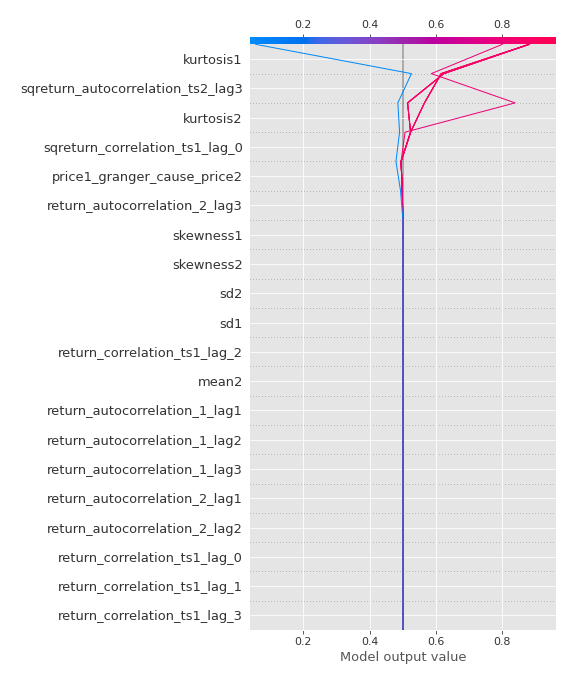 0.2 0.4 0.6 0.8
kurtosis1
sqreturn_autocorrelation_ts2_lag3
kurtosis2
sqreturn_correlation_ts1_lag_0
price1_granger_cause_price2
return_autocorrelation_2_lag3
skewness1
skewness2
sd2
sd1
return_correlation_ts1_lag_2
mean2
return_autocorrelation_1_lag1
return_autocorrelation_1_lag2
return_autocorrelation_1_lag3
return_autocorrelation_2_lag1
return_autocorrelation_2_lag2
return_correlation_ts1_lag_0
return_correlation_ts1_lag_1
return_correlation_ts1_lag_3
0.2 0.4 0.6 0.8
Model output value